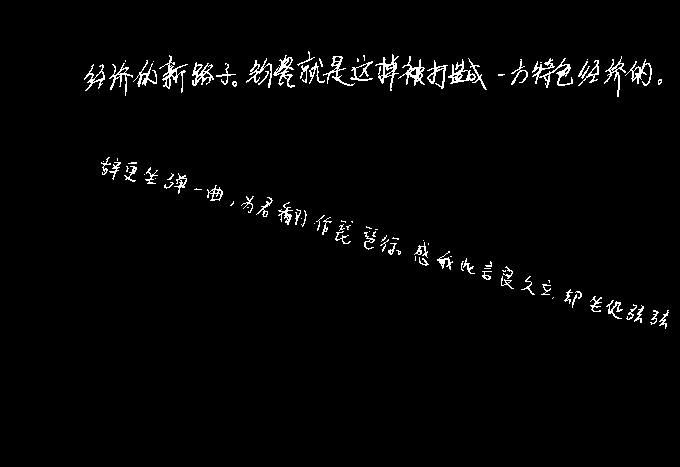 经济的新路子。钓鱼就是这样被打造成一方特色经济的。
辞更坐弹一曲,为君翻作琵琶行。感我此言良久立,却坐促弦弦